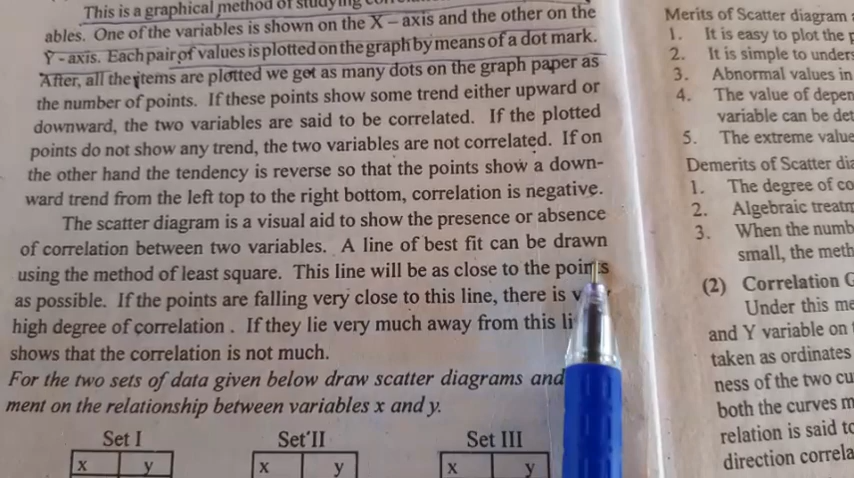 This is a graphical method of studying
ables. One of the variables is shown on the X – axis and the other on the
Y - axis. Each pair of values is plotted on the graph by means of a dot mark.
After, all the items are plotted we got as many dots on the graph paper as
the number of points. If these points show some trend either upward or
downward, the two variables are said to be correlated. If the plotted
points do not show any trend, the two variables are not correlated. If on
the other hand the tendency is reverse so that the points show a down-
ward trend from the left top to the right bottom, correlation is negative.
The scatter diagram is a visual aid to show the presence or absence
of correlation between two variables. A line of best fit can be drawn
using the method of least square. This line will be as close to the points
as possible. If the points are falling very close to this line, there is
high degree of correlation . If they lie very much away from this
shows that the correlation is not much.
For the two sets of data given below draw scatter diagrams and
ment on the relationship between variables x and y.
Set I Set II Set III
x y x y x y
Merits of Scatter diagram
1. It is easy to plot the
2. It is simple to
3. Abnormal values in
4. The value of
variable can be
5. The extreme
Demerits of Scatter
1. The degree of
2. Algebraic
3. When the
small, the
(2) Correlation
Under this
and Y variable on
taken as ordinates
ness of the two
both the curves
relation is said
direction